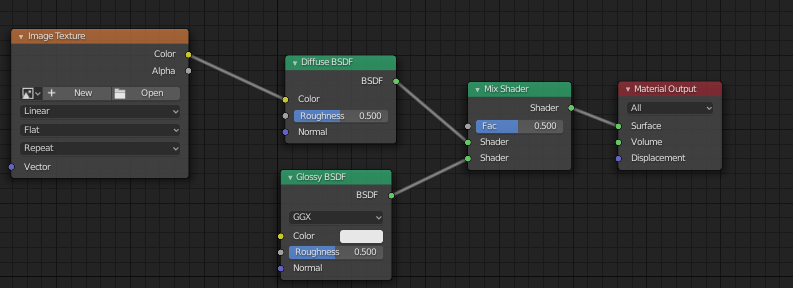 Image Texture
Color
Alpha
New
Open
Linear
Flat
Repeat
Vector
Diffuse BSDF
BSDF
Color
Roughness 0.500
Normal
Glossy BSDF
BSDF
GGX
Color
Roughness 0.500
Normal
Mix Shader
Shader
Fac 0.500
Shader
Shader
Material Output
All
Surface
Volume
Displacement